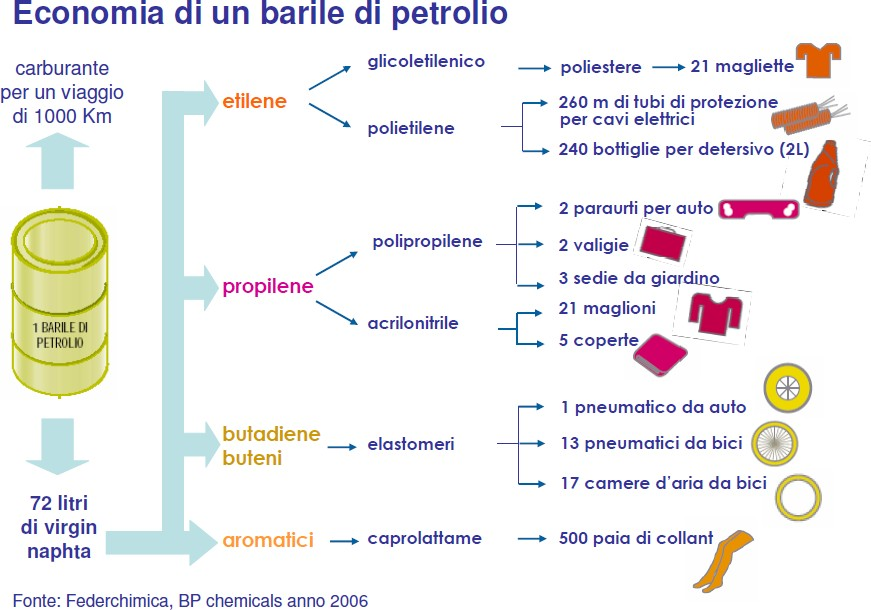 Economia di un barile di petrolio
carburante
per un viaggio
di 1000 Km
1 BARILE DI
PETROLIO
72 litri
di virgin
naphta
etilene
glicoletilenico
poliestere
21 magliette
polietilene
260 m di tubi di protezione
per cavi elettrici
240 bottiglie per detersivo (2L)
propilene
polipropilene
2 paraurti per auto
2 valigie
3 sedie da giardino
acrilonitrile
21 maglioni
5 coperte
butadiene
buteni
elastomeri
1 pneumatico da auto
13 pneumatici da bici
17 camere d'aria da bici
aromatici
caprolattame
500 paia di collant
Fonte: Federchimica, BP chemicals anno 2006